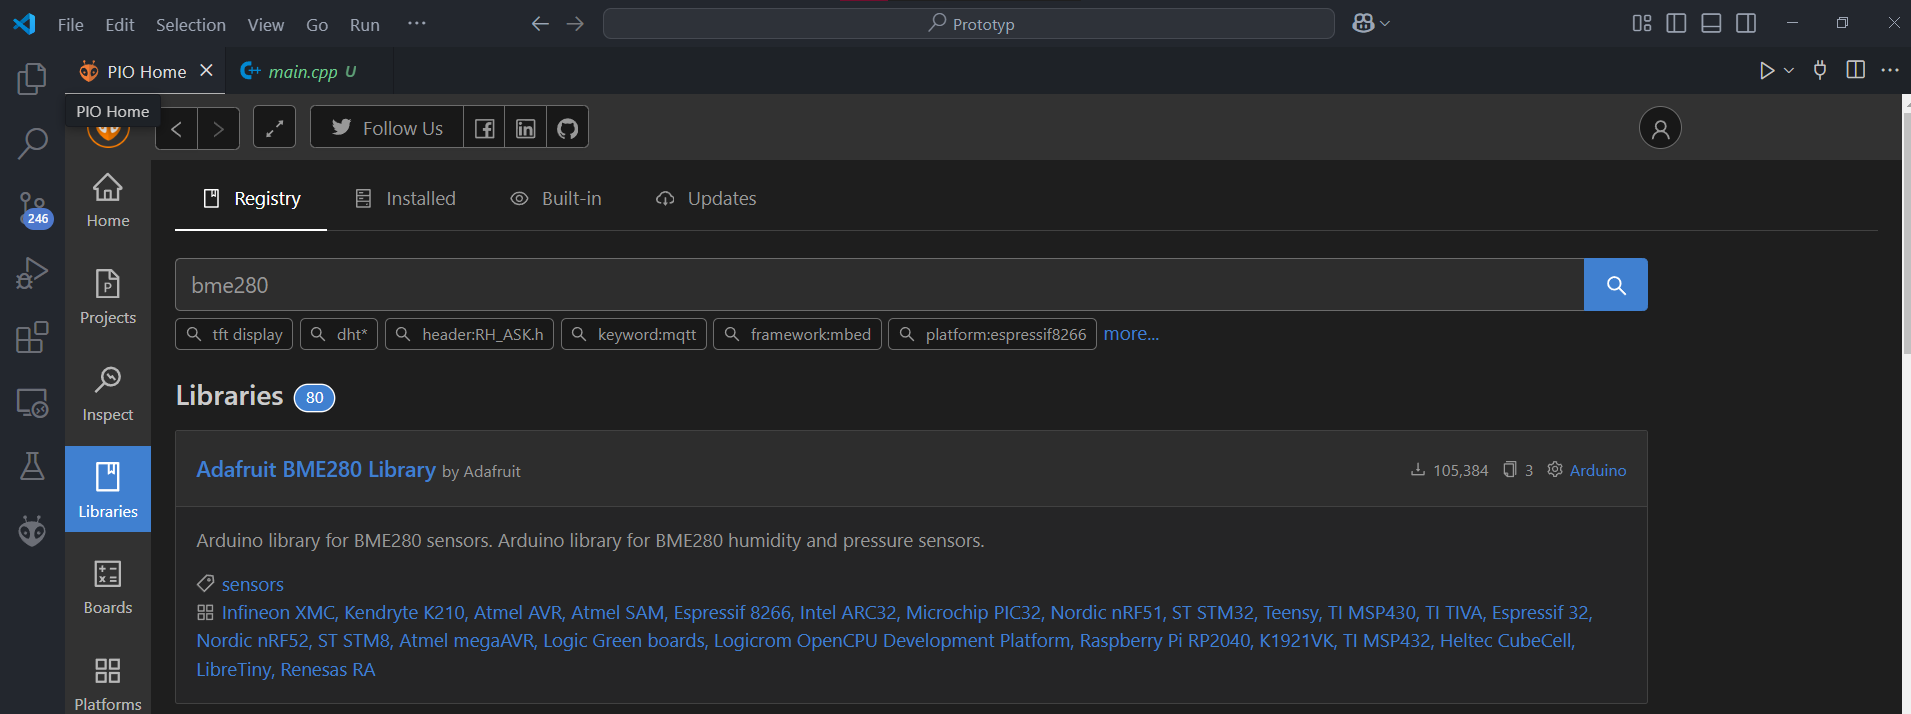 File Edit Selection View Go Run ··· Prototyp
PIO Home main.cpp U
PIO Home
Follow Us
246
Home
Projects
Inspect
Libraries
Boards
Platforms
Registry Installed Built-in Updates
bme280
tft display dht* header:RH_ASK.h keyword:mqtt framework:mbed platform:espressif8266 more...
Libraries 80
Adafruit BME280 Library by Adafruit 105,384 3 Arduino
Arduino library for BME280 sensors. Arduino library for BME280 humidity and pressure sensors.
sensors
Infineon XMC, Kendryte K210, Atmel AVR, Atmel SAM, Espressif 8266, Intel ARC32, Microchip PIC32, Nordic nRF51, ST STM32, Teensy, TI MSP430, TI TIVA, Espressif 32,
Nordic nRF52, ST STM8, Atmel megaAVR, Logic Green boards, Logicrom OpenCPU Development Platform, Raspberry Pi RP2040, K1921VK, TI MSP432, Heltec CubeCell,
LibreTiny, Renesas RA